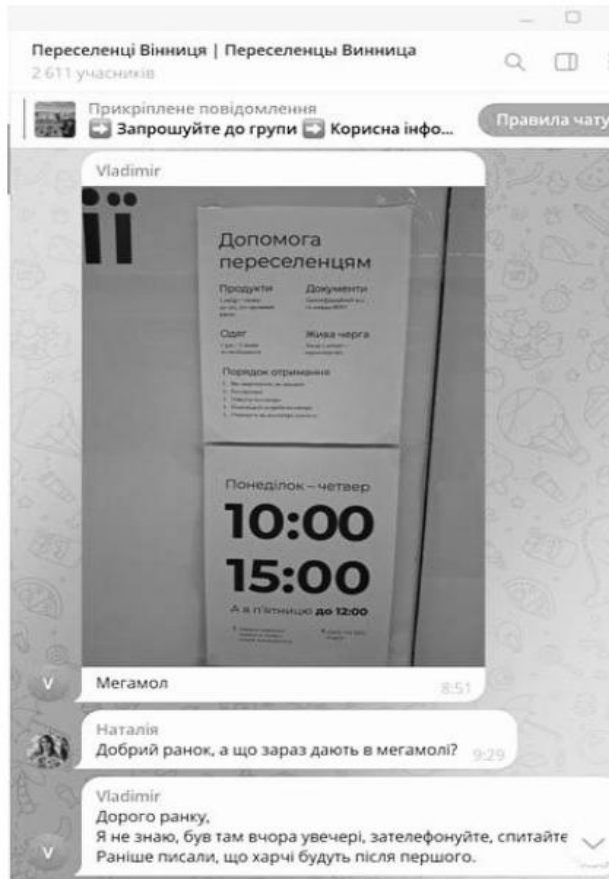 Переселенці Вінниця | Переселенцы Винница
2 611 учасників
Прикріплене повідомлення
➡️ Запрошуйте до групи ➡️ Корисна інфо...
Правила чату
Vladimir
ії
Допомога
переселенцям
Продукти
Документи
Одяг
Жива черга
Порядок отримання
Понеділок – четвер
10:00
15:00
А в п'ятницю до 12:00
Мегамол
8:51
V
Наталія
Добрий ранок, а що зараз дають в мегамолі?
9:29
Vladimir
Дорого ранку,
Я не знаю, був там вчора увечері, зателефонуйте, спитайте
Раніше писали, що харчі будуть після першого.
V